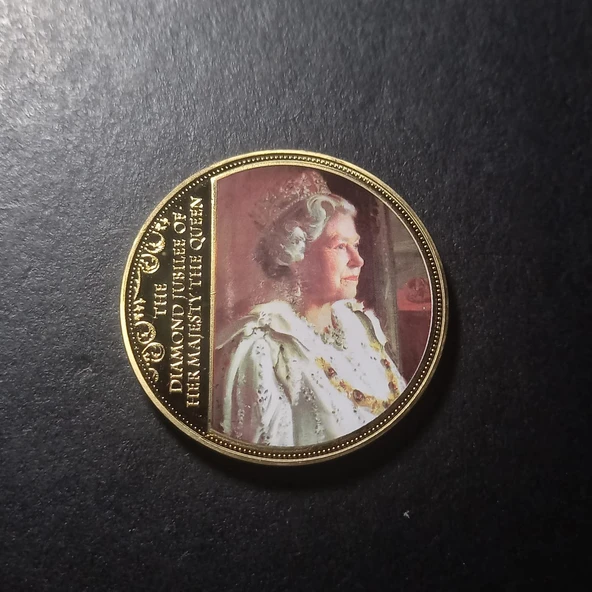 THE
DIAMOND JUBILEE OF
HER MAJESTY THE QUEEN